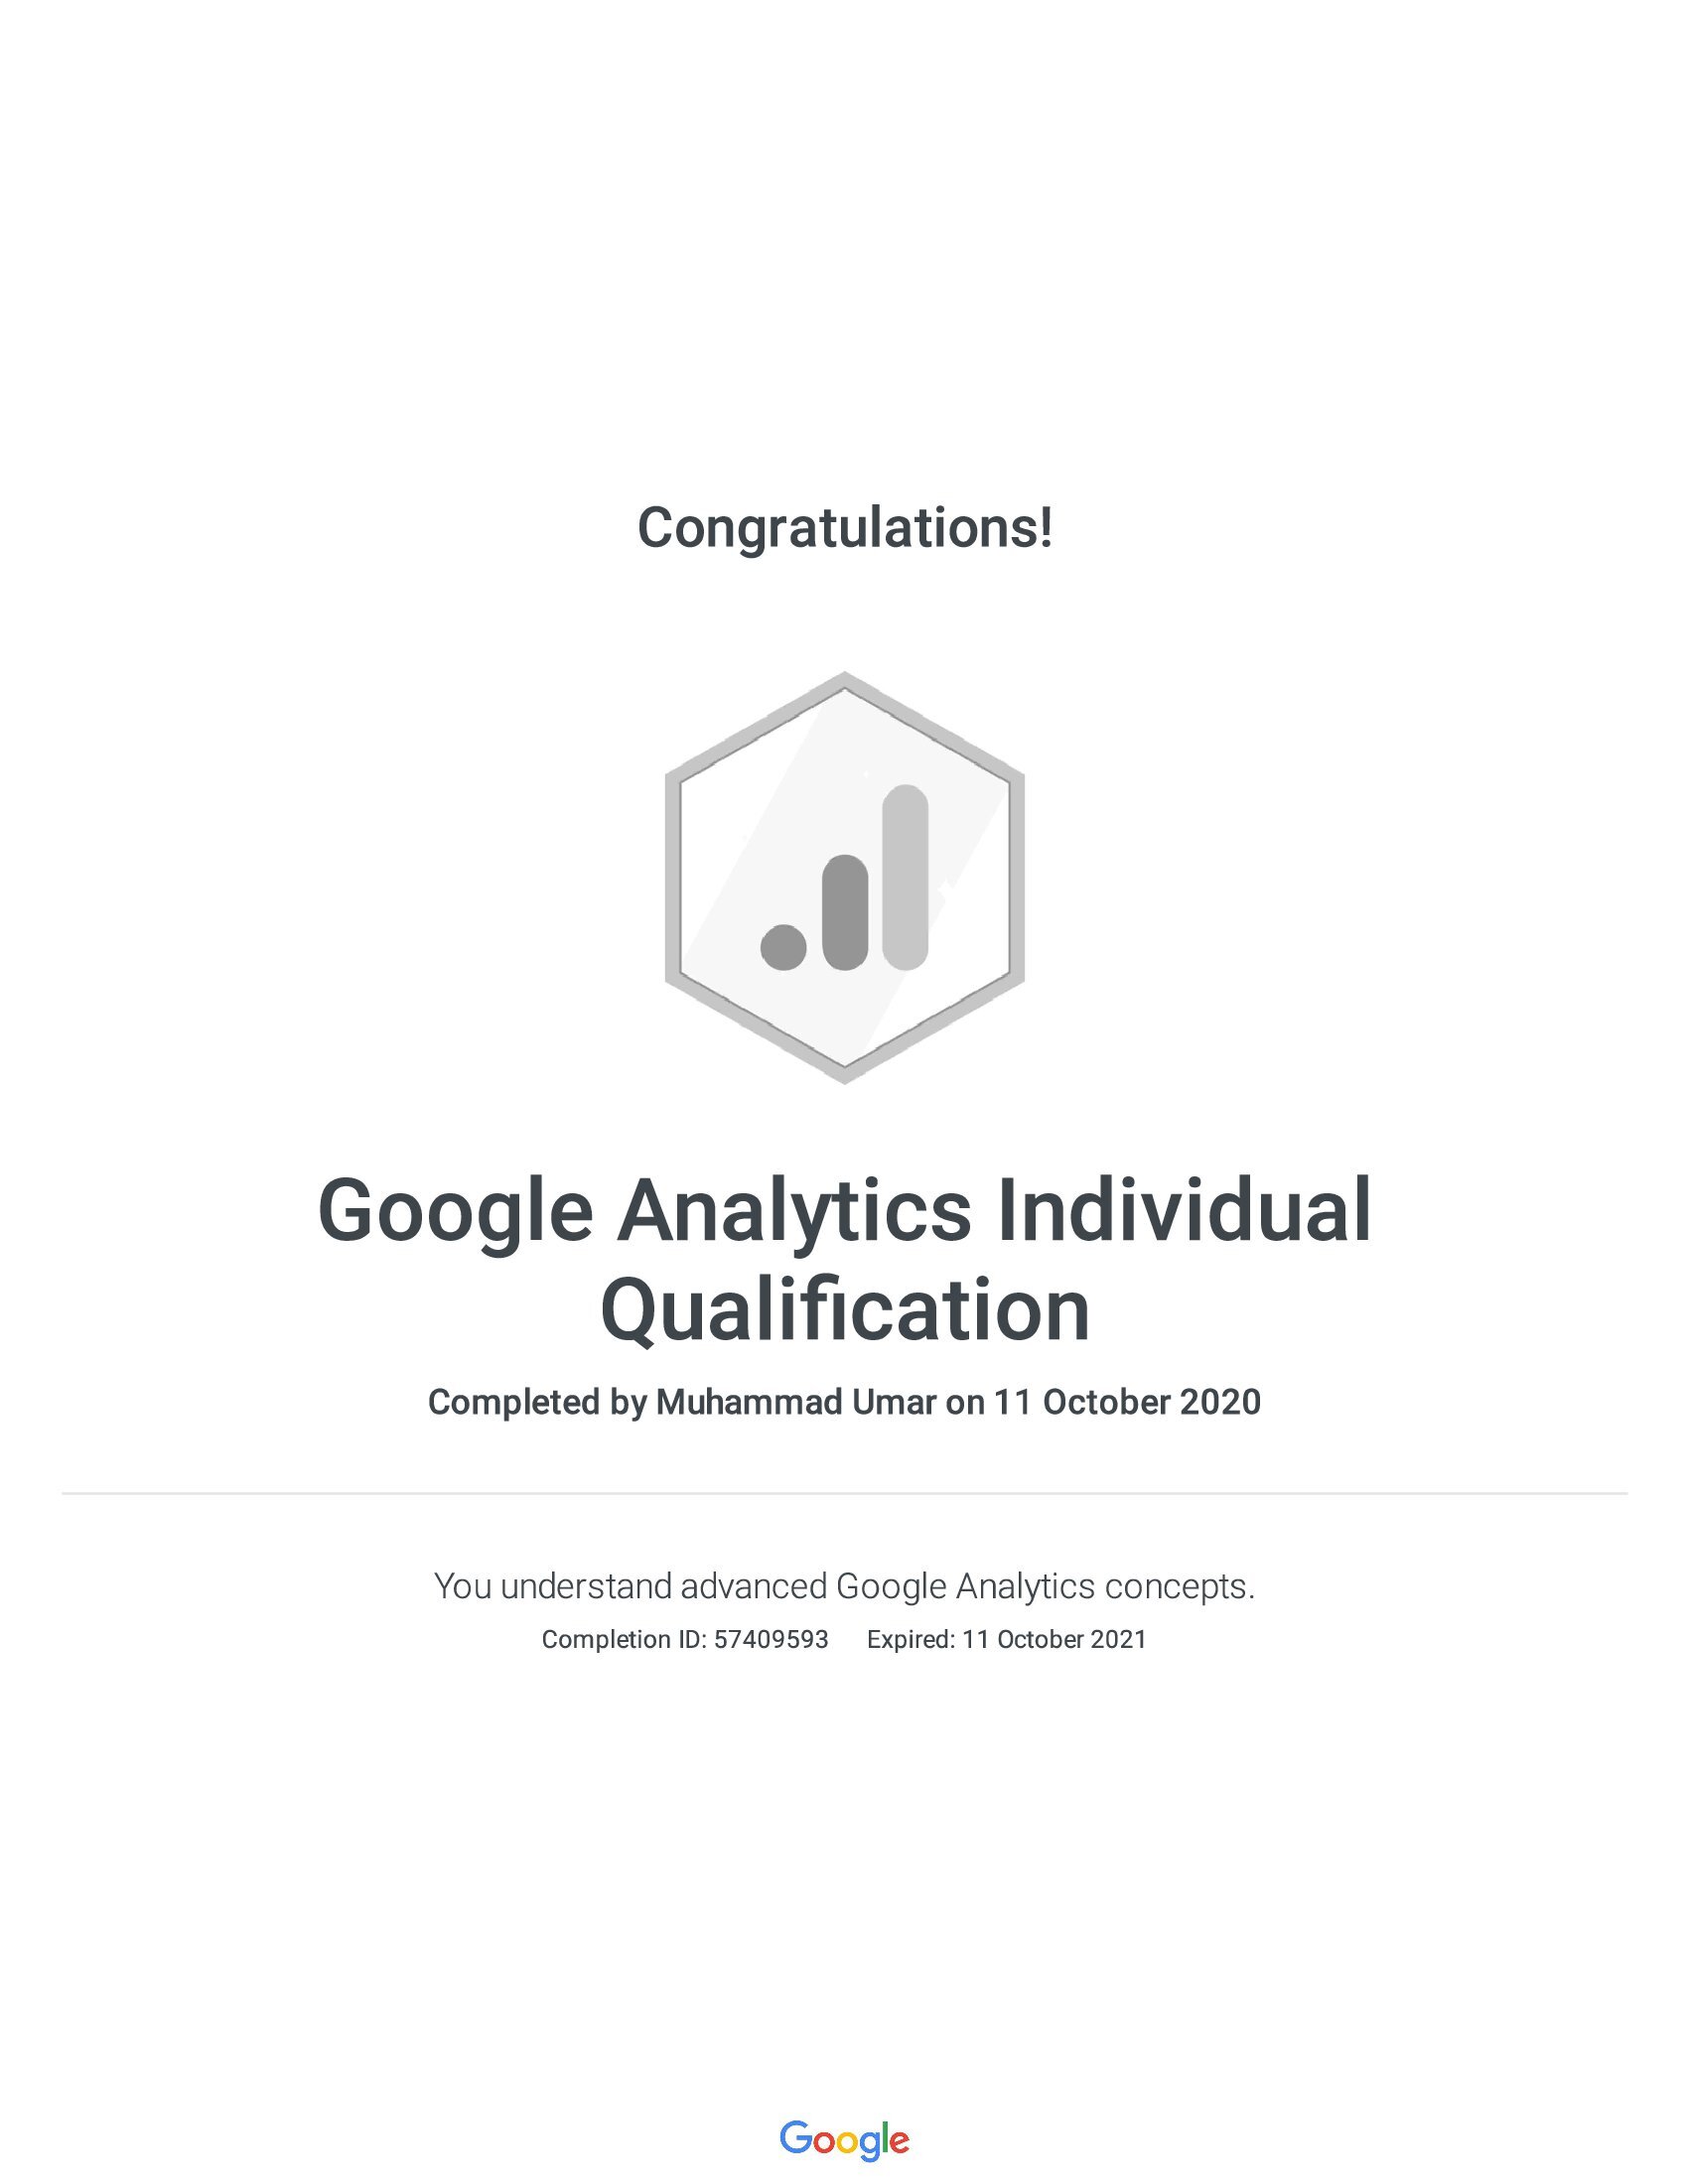 Congratulations!
Google Analytics Individual
Qualification
Completed by Muhammad Umar on 11 October 2020
You understand advanced Google Analytics concepts.
Completion ID: 57409593 Expired: 11 October 2021
Google